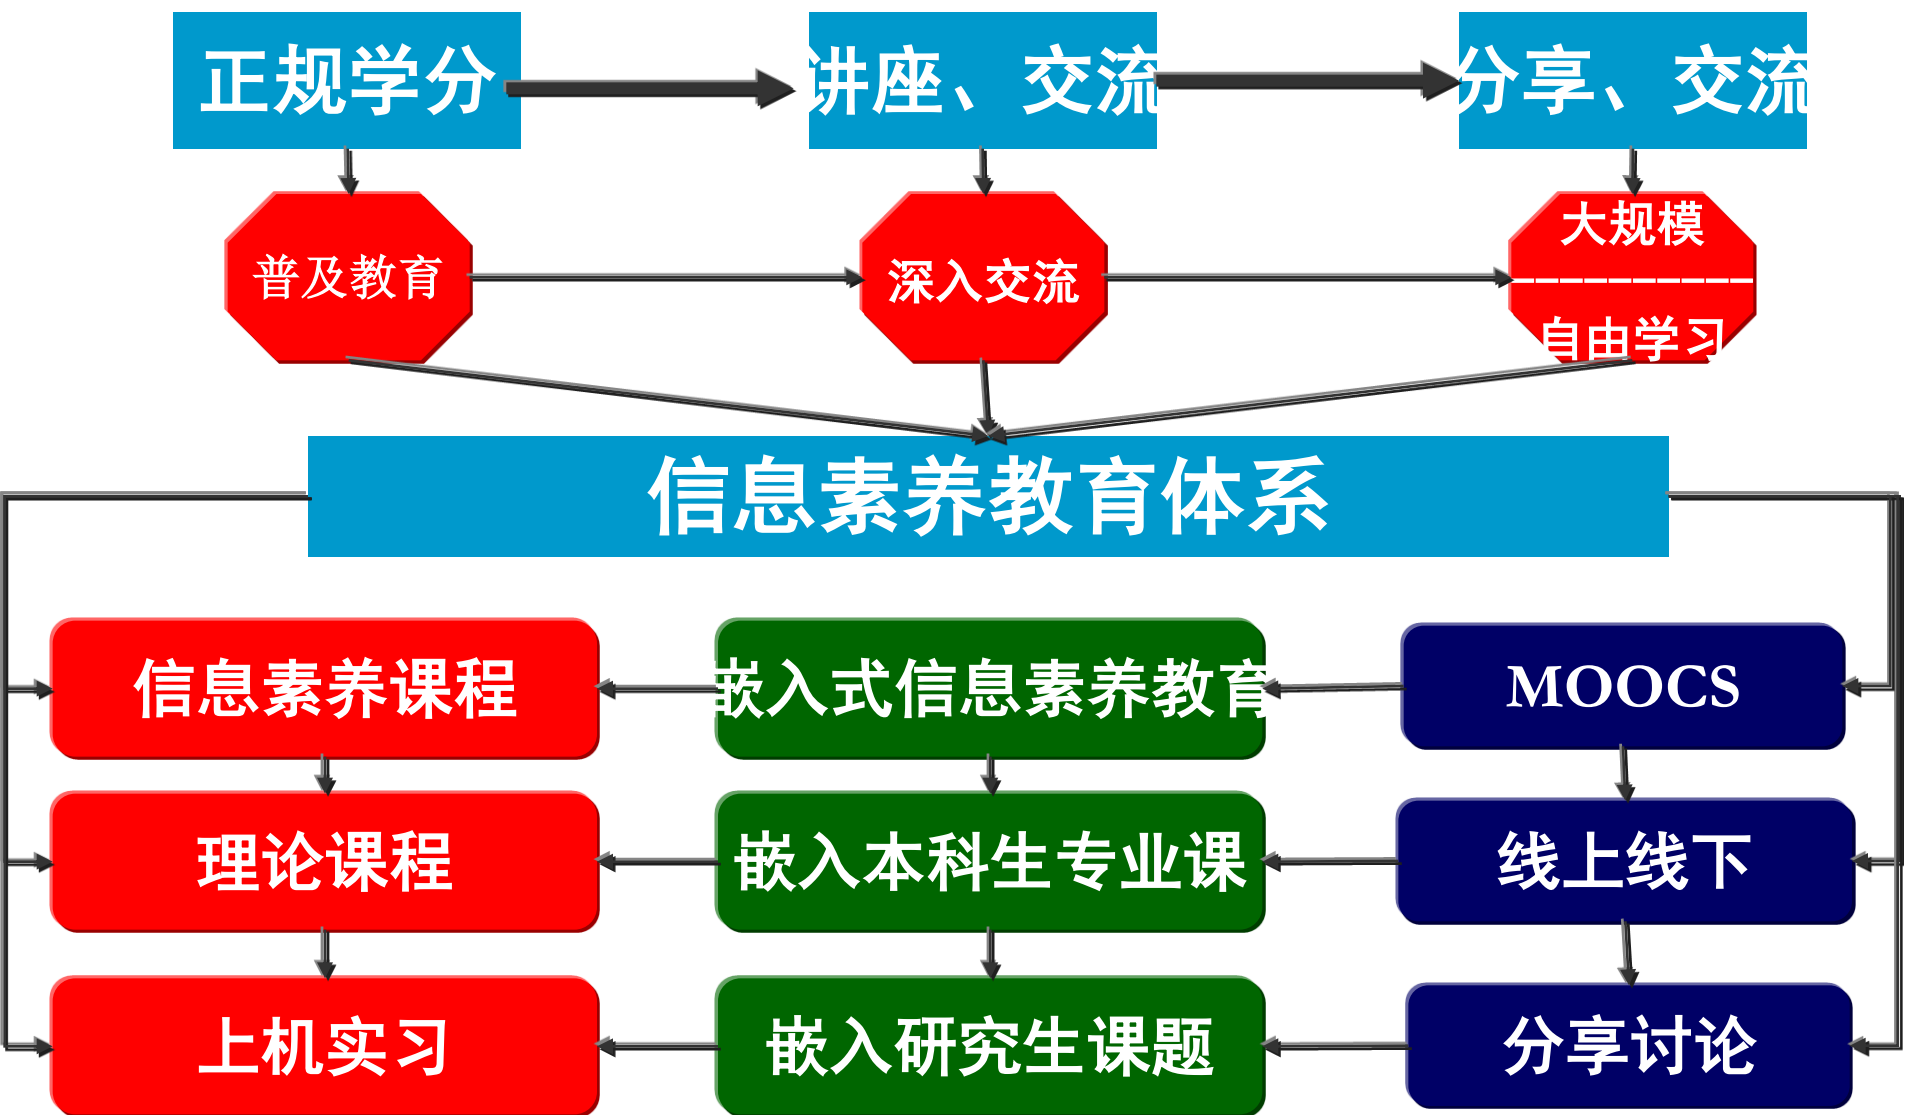 正规学分
讲座、交流
分享、交流
普及教育
深入交流
大规模
自由学习
信息素养教育体系
信息素养课程
嵌入式信息素养教育
MOOCS
理论课程
嵌入本科生专业课
线上线下
上机实习
嵌入研究生课题
分享讨论